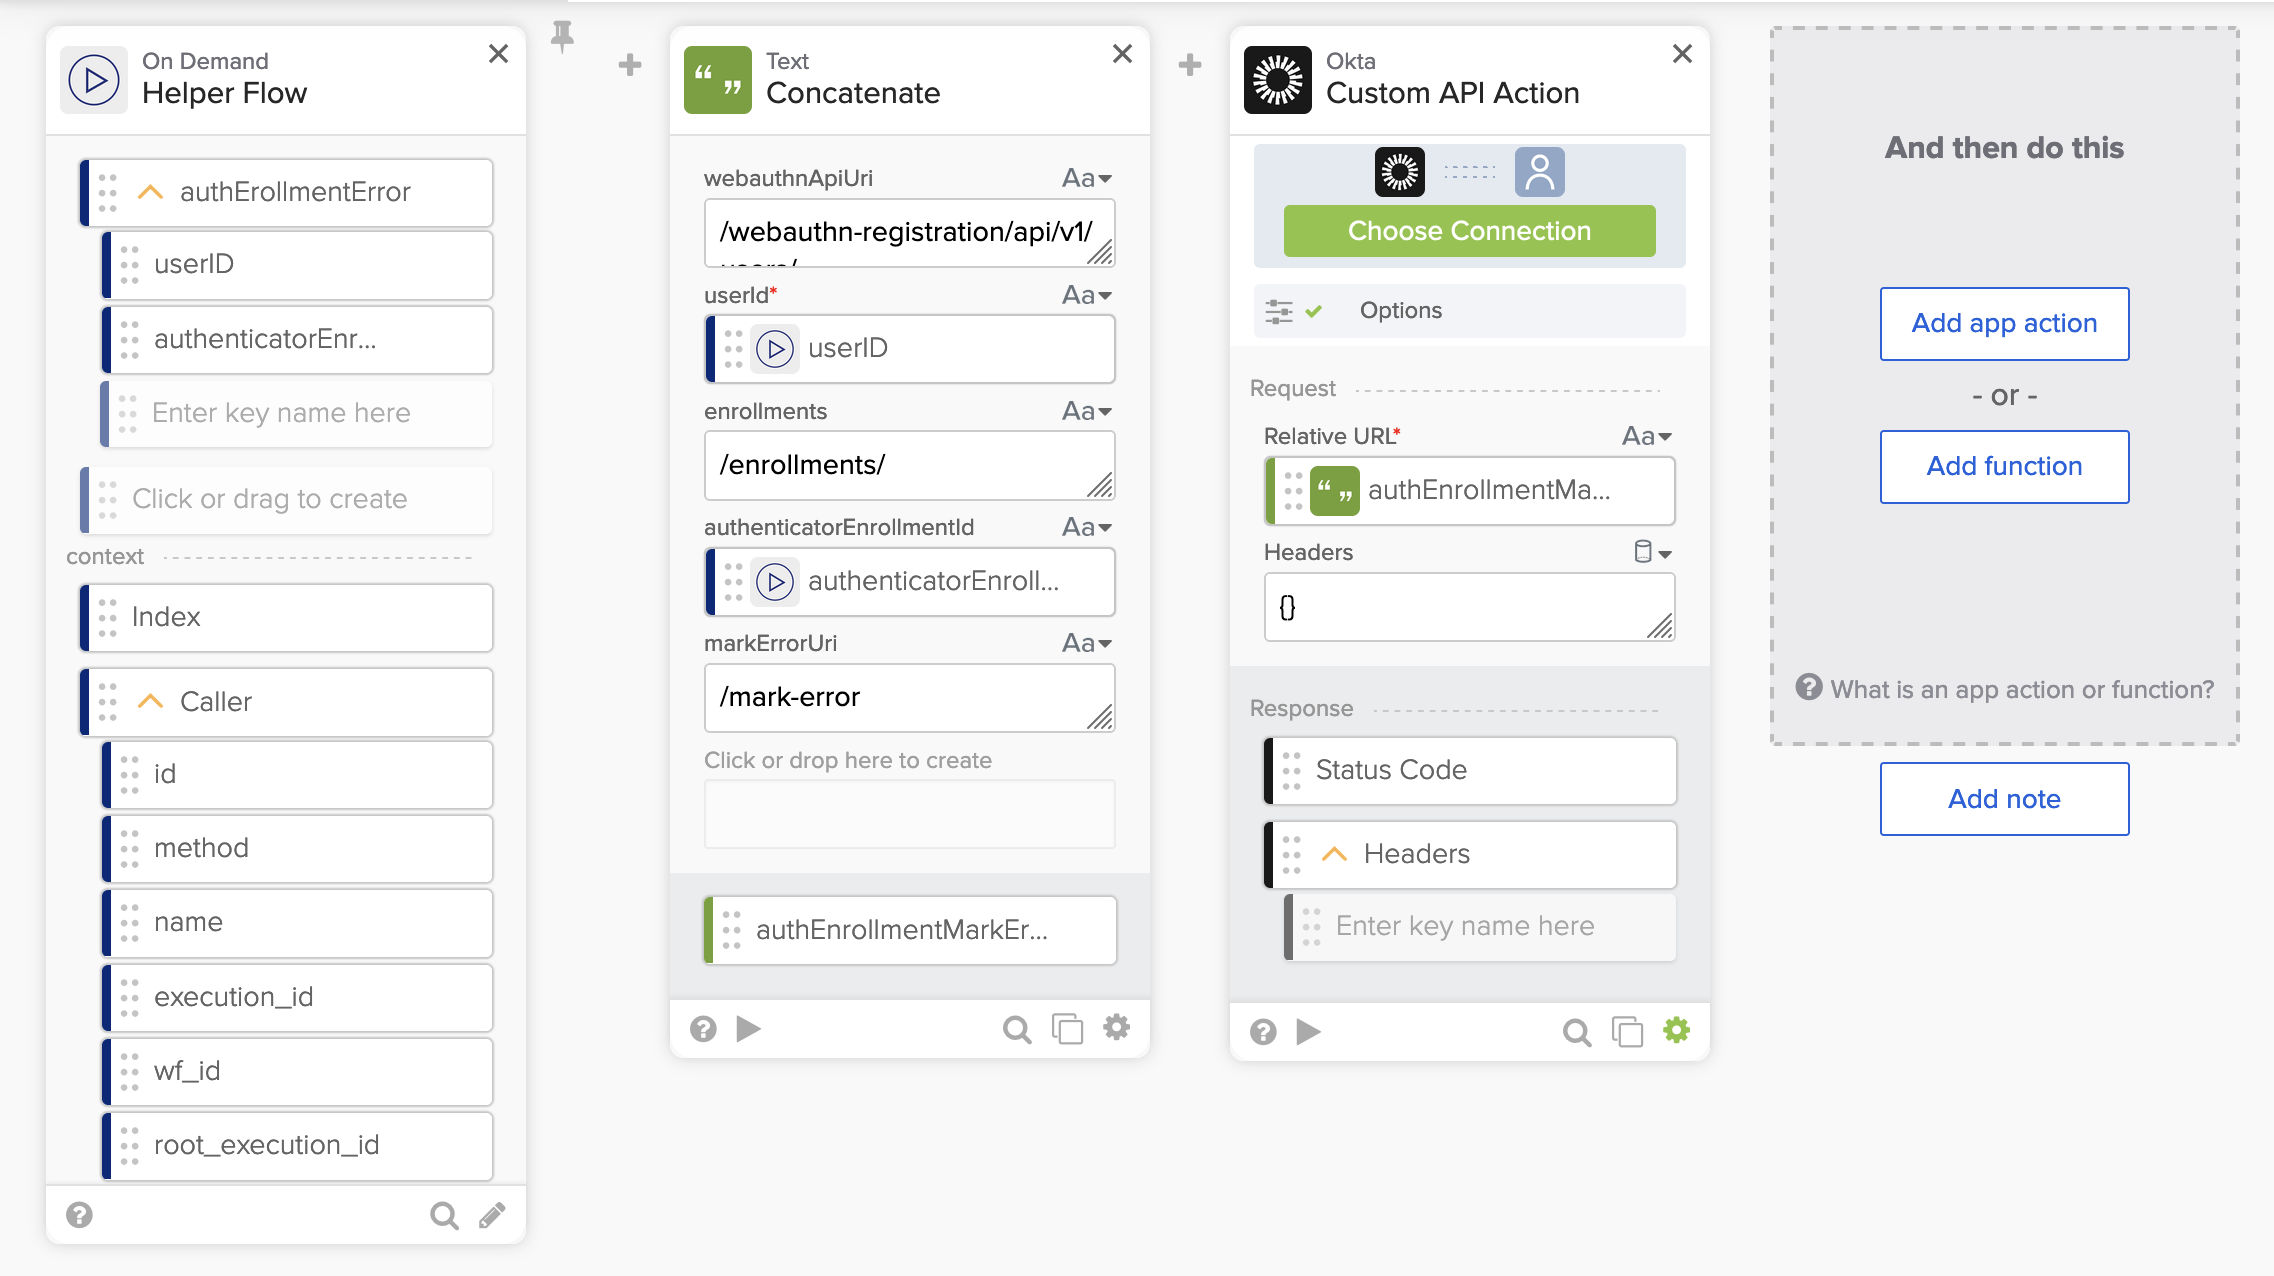 On Demand
Helper Flow
authErollmentError
userID
authenticatorEnr...
Enter key name here
Click or drag to create
context
Index
Caller
id
method
name
execution_id
wf_id
root_execution_id
Text
Concatenate
webauthnApiUri
Aa
/webauthn-registration/api/v1/
users/
userId*
Aa
userID
enrollments
Aa
/enrollments/
authenticatorEnrollmentId
Aa
authenticatorEnroll...
markErrorUri
Aa
/mark-error
Click or drop here to create
authEnrollmentMarkEr...
Okta
Custom API Action
Choose Connection
Options
Request
Relative URL*
Aa
authEnrollmentMa...
Headers
{}
Response
Status Code
Headers
Enter key name here
And then do this
Add app action
- or -
Add function
What is an app action or function?
Add note